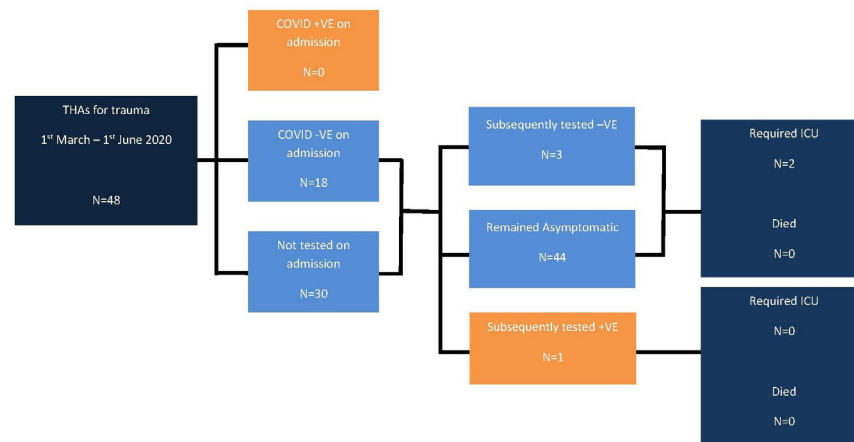 THAs for trauma
1st March – 1st June 2020
N=48
COVID +VE on
admission
N=0
COVID -VE on
admission
N=18
Not tested on
admission
N=30
Subsequently tested –VE
N=3
Remained Asymptomatic
N=44
Subsequently tested +VE
N=1
Required ICU
N=2
Died
N=0
Required ICU
N=0
Died
N=0